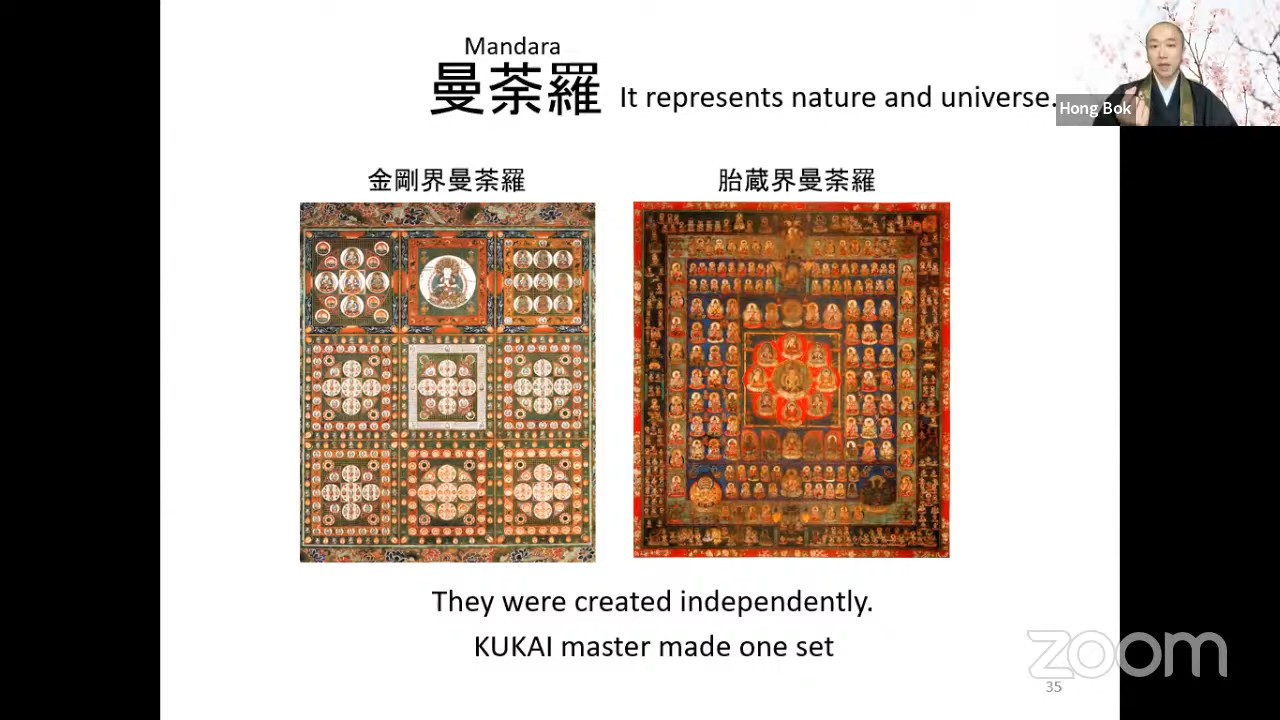 Mandara
曼荼羅 It represents nature and universe.
Hong Bok
金剛界曼荼羅
胎蔵界曼荼羅
They were created independently.
KUKAI master made one set
zoom
35